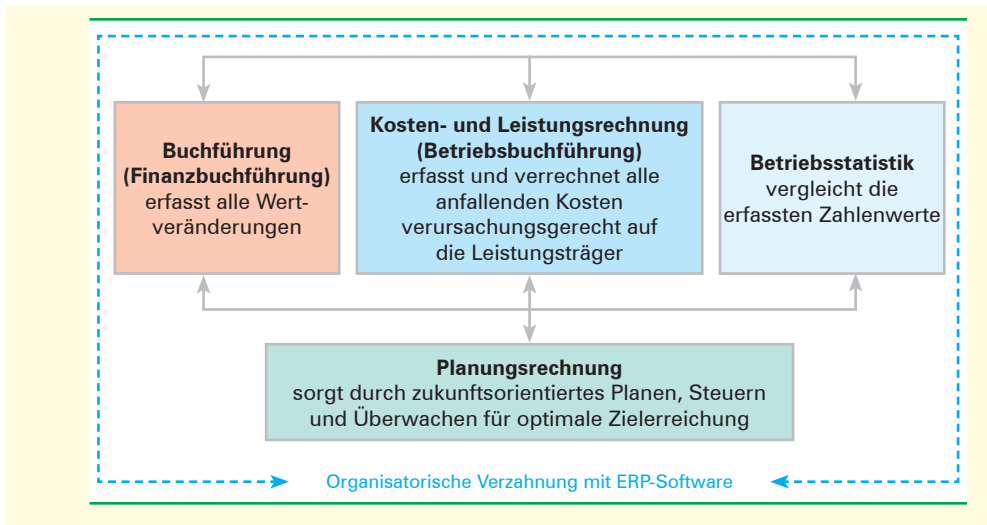 Buchführung
(Finanzbuchführung)
erfasst alle Wert-
veränderungen
Kosten- und Leistungsrechnung
(Betriebsbuchführung)
erfasst und verrechnet alle
anfallenden Kosten
verursachungsgerecht auf
die Leistungsträger
Betriebsstatistik
vergleicht die
erfassten Zahlenwerte
Planungsrechnung
sorgt durch zukunftsorientiertes Planen, Steuern
und Überwachen für optimale Zielerreichung
Organisatorische Verzahnung mit ERP-Software